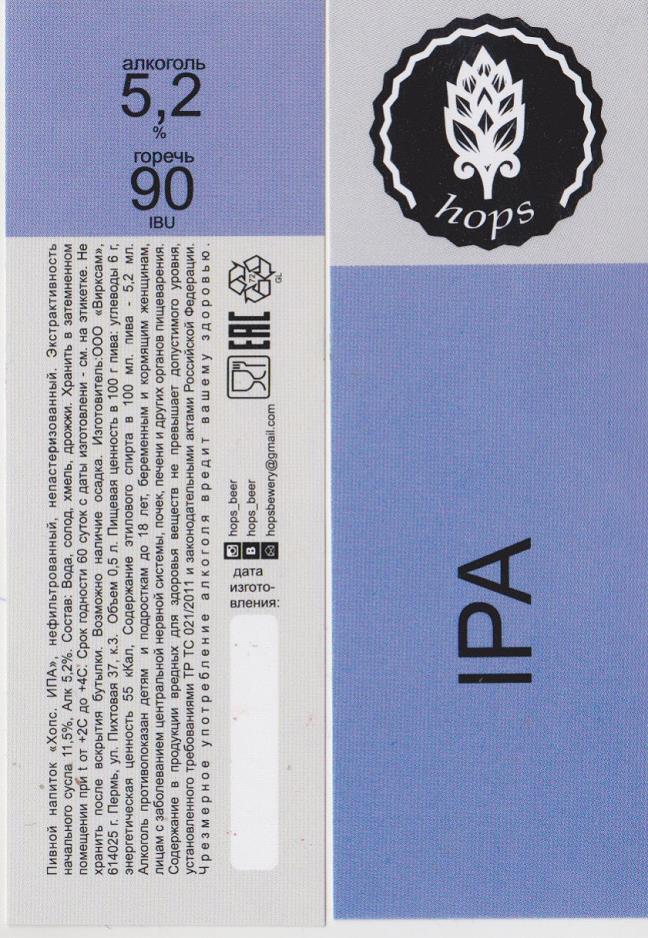 алкоголь
5,2
%
горечь
90
IBU
Пивной напиток «Хопс. ИПА», нефильтрованный, непастеризованный. Экстрактивность
начального сусла 11,5%, Алк 5,2%. Состав: Вода, солод, хмель, дрожжи. Хранить в затемненном
помещении при t от +2С до +4С. Срок годности 60 суток с даты изготовлени - см. на этикетке. Не
хранить после вскрытия бутылки. Возможно наличие осадка. Изготовитель:ООО «Вирксам»,
614025 г. Пермь, ул. Пихтовая 37, к.3. Объем 0,5 л. Пищевая ценность в 100 г пива: углеводы 6 г,
энергетическая ценность 55 кКал, Содержание этилового спирта в 100 мл. пива - 5,2 мл.
Алкоголь противопоказан детям и подросткам до 18 лет, беременным и кормящим женщинам,
лицам с заболеванием центральной нервной системы, почек, печени и других органов пищеварения.
Содержание в продукции вредных для здоровья веществ не превышает допустимого уровня,
установленного требованиями ТР ТС 021/2011 и законодательными актами Российской Федерации.
Чрезмерное употребление алкоголя вредит вашему здоровью.
hops_beer
B hops_beer
hopsbewery@gmail.com
EAC
72
GL
дата
изгото-
вления:
hops
IPA